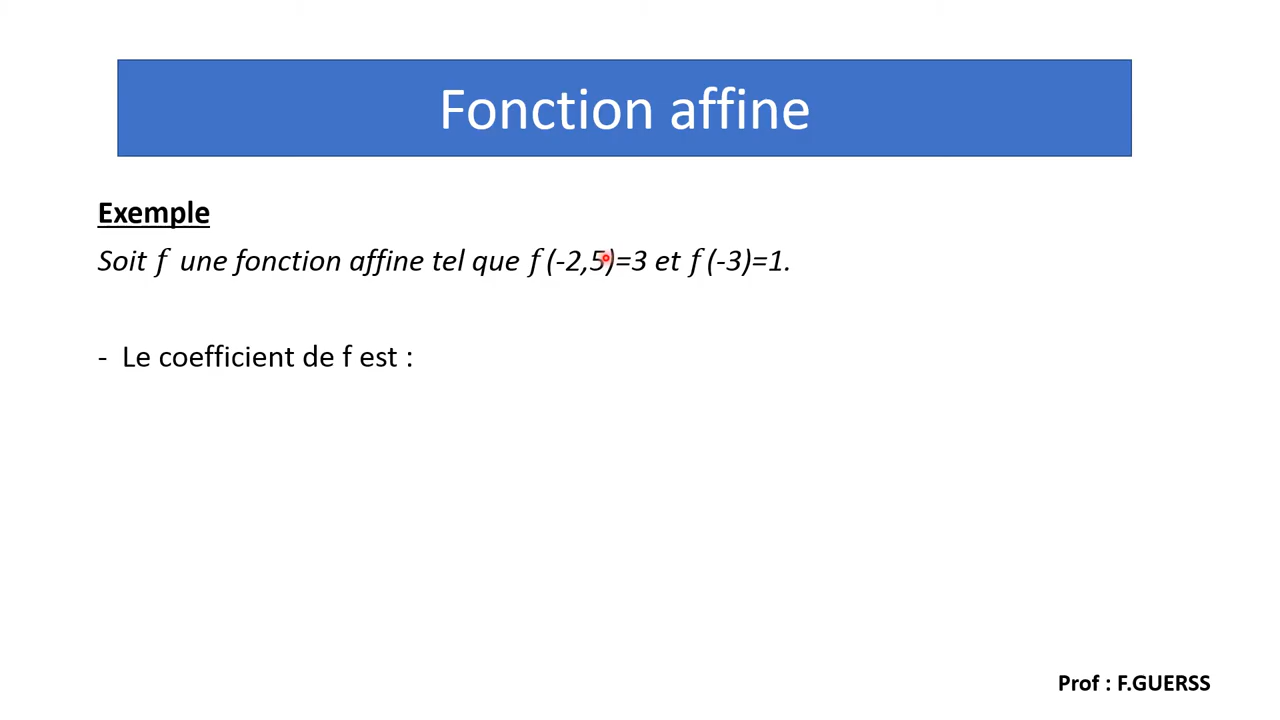 Fonction affine
Exemple
Soit f une fonction affine tel que f (-2,5)=3 et f (-3)=1.
- Le coefficient de f est :
Prof : F.GUERSS